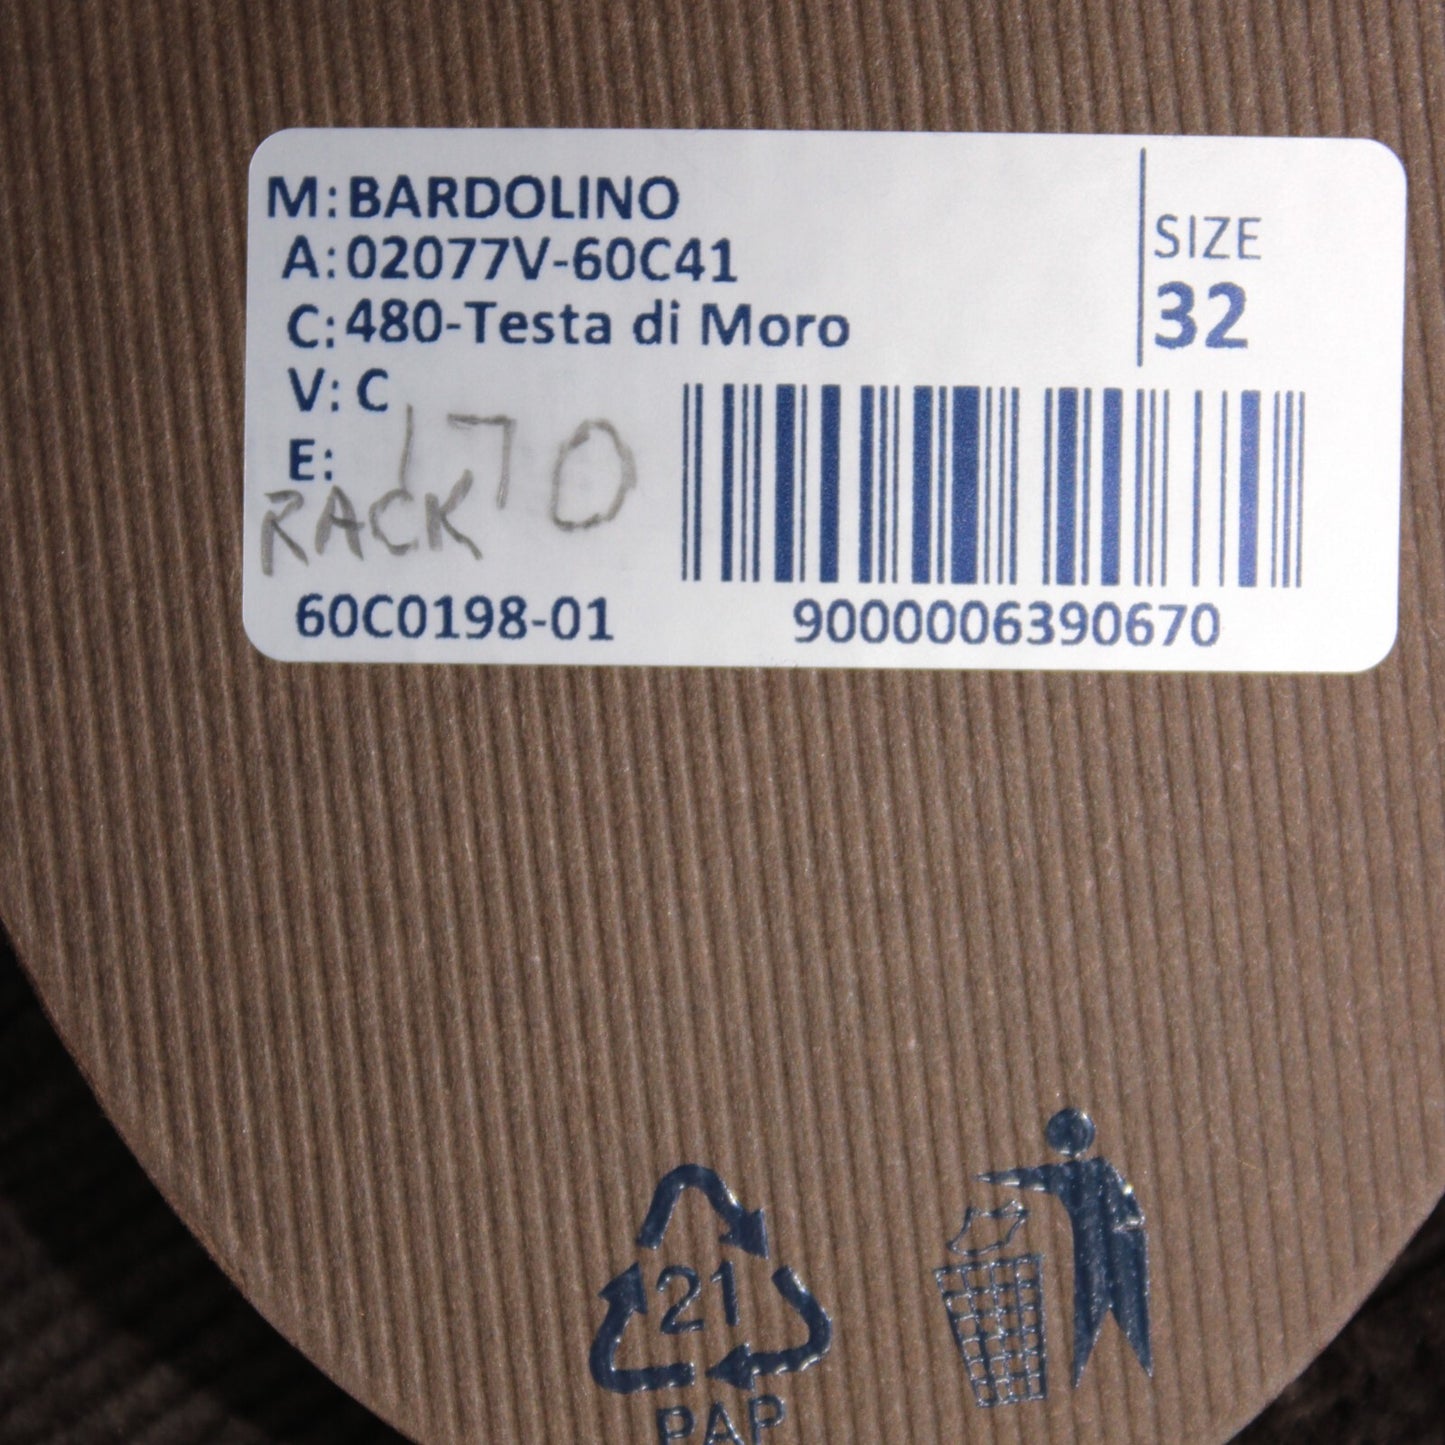 M: BARDOLINO
A: 02077V-60C41
C: 480-Testa di Moro
V: C
E:
170
RACK
60C0198-01
SIZE
32
9000006390670
21
PAP